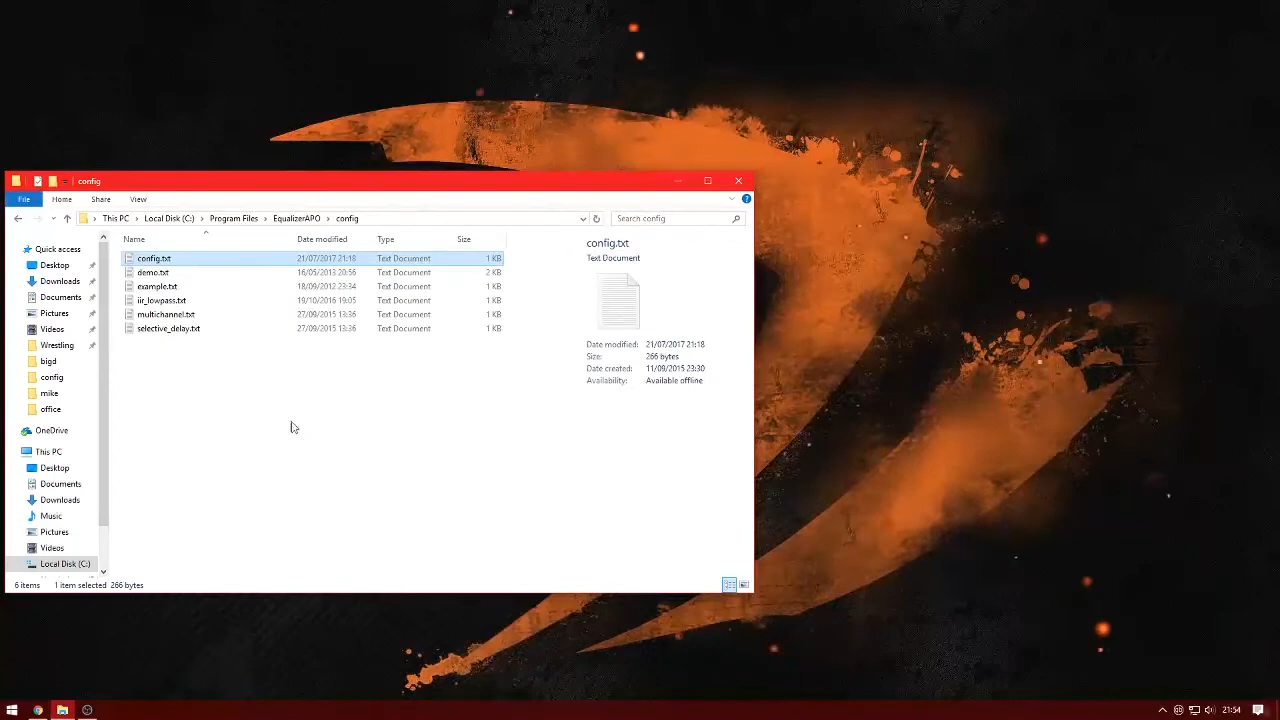 config
File Home Share View
This PC Local Disk (C:) Program Files EqualizerAPO config
Search config
Name Date modified Type Size
config.txt 21/07/2017 21:18 Text Document 1 KB
demo.txt 16/05/2013 20:56 Text Document 2 KB
example.txt 18/09/2012 23:34 Text Document 1 KB
iir_lowpass.txt 19/10/2016 19:05 Text Document 1 KB
multichannel.txt 27/09/2015 13:39 Text Document 1 KB
selective_delay.txt 27/09/2015 13:39 Text Document 1 KB
Quick access
Desktop
Downloads
Documents
Pictures
Videos
Wrestling
bigd
config
mike
office
OneDrive
This PC
Desktop
Documents
Downloads
Music
Pictures
Videos
Local Disk (C:)
config.txt
Text Document
Date modified: 21/07/2017 21:18
Size: 266 bytes
Date created: 11/09/2015 23:30
Availability: Available offline
6 items 1 item selected 266 bytes
21:54